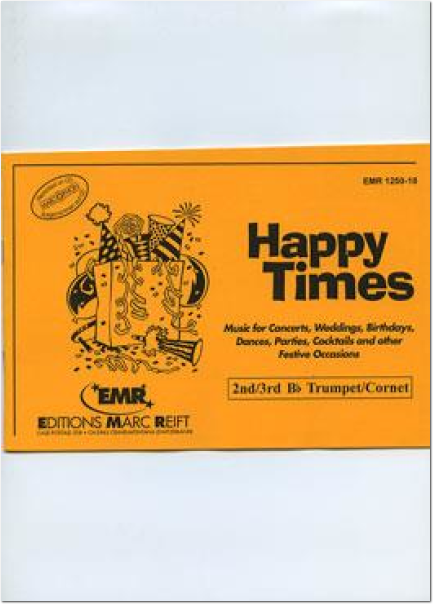 EMR 1250-18
Happy
Times
Music for Concerts, Weddings, Birthdays,
Dances, Parties, Cocktails and other
Festive Occasions
2nd/3rd B♭ Trumpet/Cornet
EMR
EDITIONS MARC REIFT